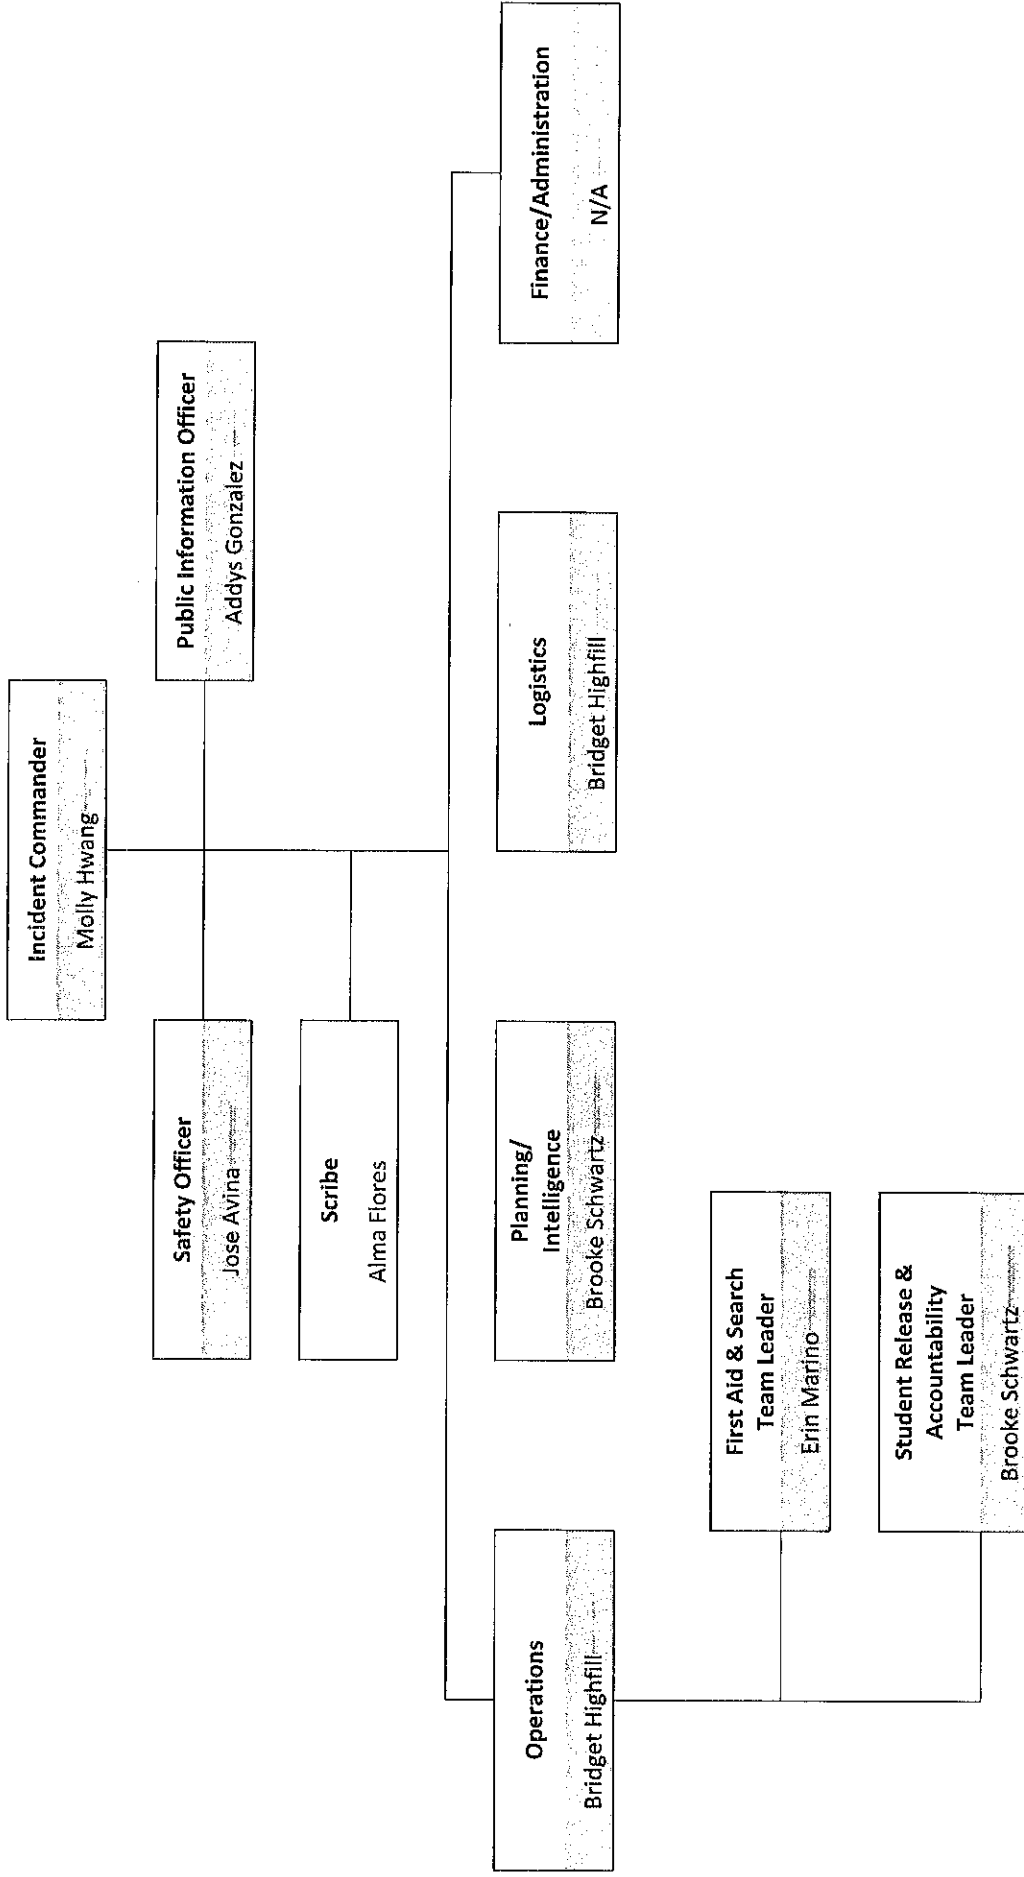 Incident Commander
Molly Hwang
Safety Officer
Jose Avina
Public Information Officer
Addys Gonzalez
Scribe
Alma Flores
Operations
Bridget Highfill
Planning/
Intelligence
Brooke Schwartz
Logistics
Bridget Highfill
Finance/Administration
N/A
First Aid & Search
Team Leader
Erin Marino
Student Release &
Accountability
Team Leader
Brooke Schwartz